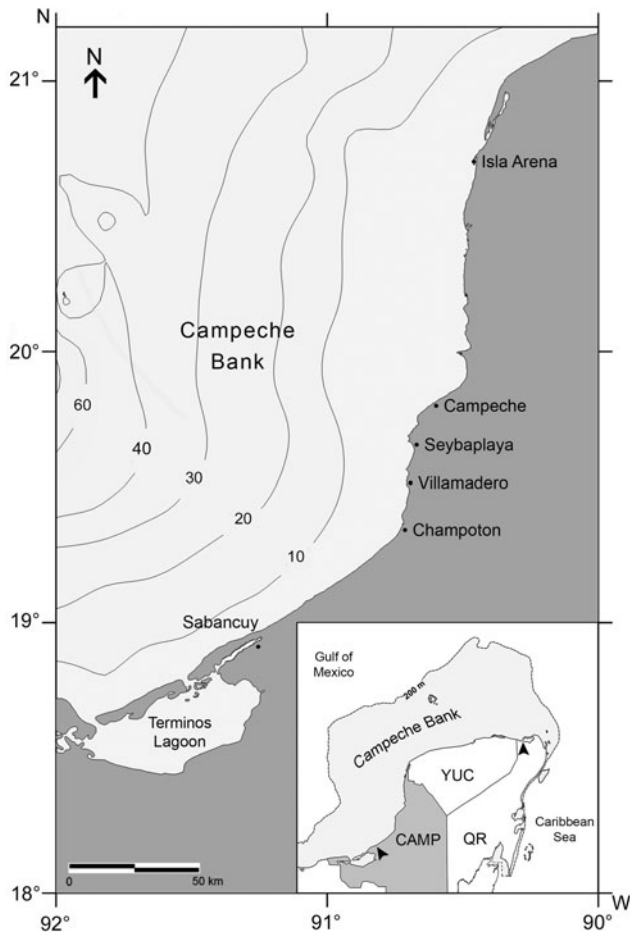 N
N
21°
Isla Arena
Campeche
Bank
20°
60
Campeche
40
Seybaplaya
30
Villamadero
20
Champoton
10
19°
Sabancuy
Terminos
Lagoon
Gulf of
Mexico
200 m
Campeche Bank
YUC
CAMP
QR
Caribbean
Sea
0
50 km
18°
W
92°
91°
90°